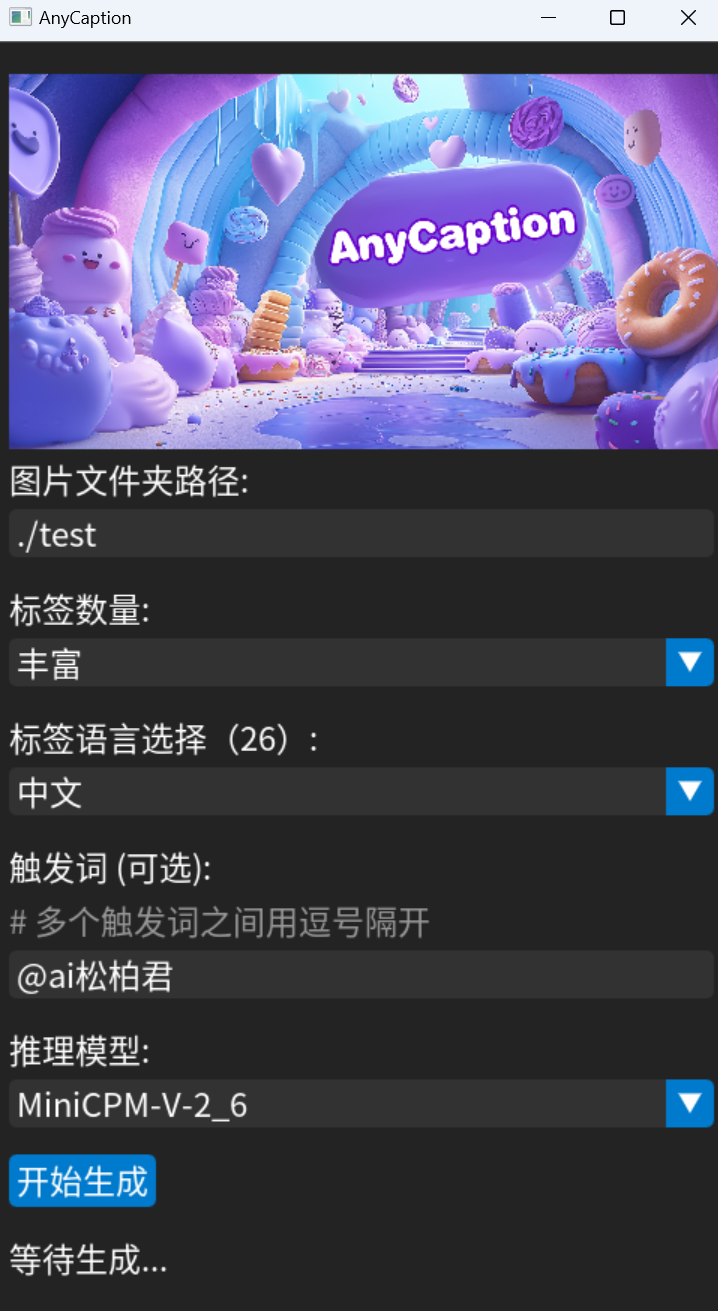 AnyCaption
AnyCaption
图片文件夹路径:
./test
标签数量:
丰富
标签语言选择（26）:
中文
触发词 (可选):
# 多个触发词之间用逗号隔开
@ai松柏君
推理模型:
MiniCPM-V-2_6
开始生成
等待生成...